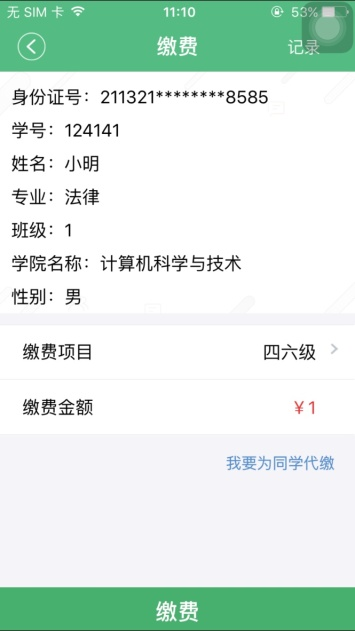 无 SIM 卡 11:10 53%
缴费 记录
身份证号：211321********8585
学号：124141
姓名：小明
专业：法律
班级：1
学院名称：计算机科学与技术
性别：男
缴费项目 四六级
缴费金额 ￥1
我要为同学代缴
缴费